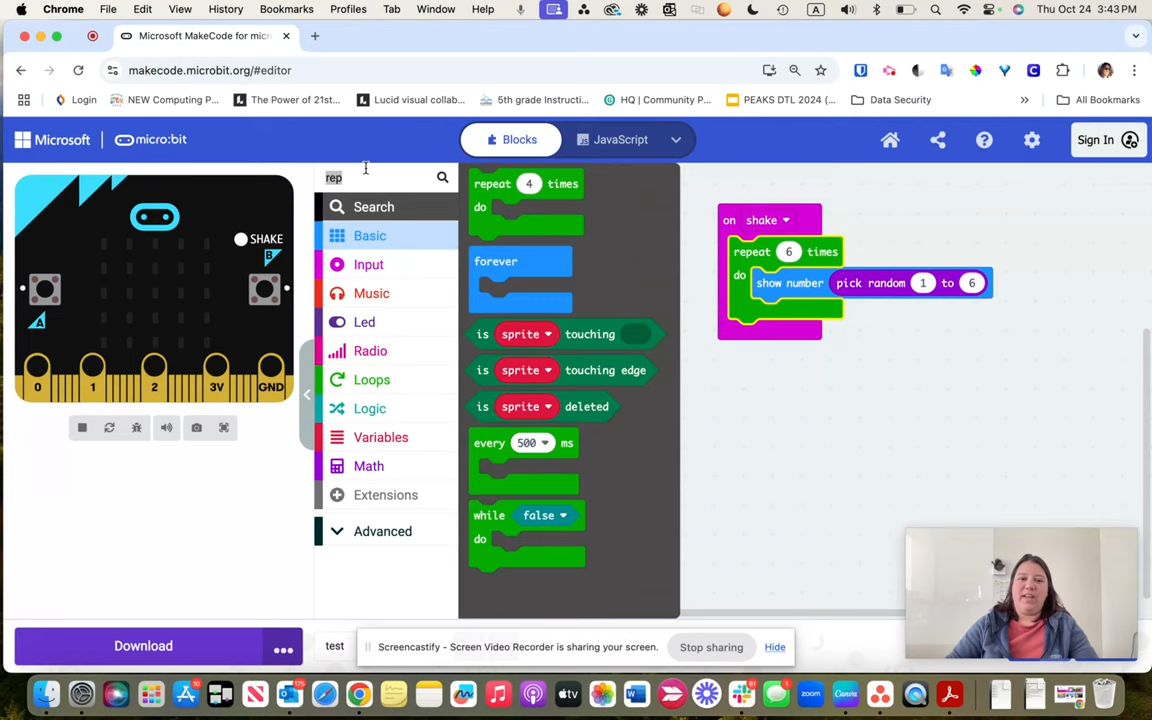 Chrome File Edit View History Bookmarks Profiles Tab Window Help A Thu Oct 24 3:43 PM
Microsoft MakeCode for micr
makecode.microbit.org/#editor
Login NEW Computing P... The Power of 21st... Lucid visual collab... 5th grade Instructi... HQ | Community P... PEAKS DTL 2024 (... Data Security All Bookmarks
Microsoft micro:bit Blocks JavaScript Sign In
rep
Search
Basic
Input
Music
Led
Radio
Loops
Logic
Variables
Math
Extensions
Advanced
SHAKE
B
A
0 1 2 3V GND
repeat 4 times
do
forever
is sprite touching
is sprite touching edge
is sprite deleted
every 500 ms
while false
do
on shake
repeat 6 times
do show number pick random 1 to 6
Download
test
Screencastify - Screen Video Recorder is sharing your screen. Stop sharing Hide